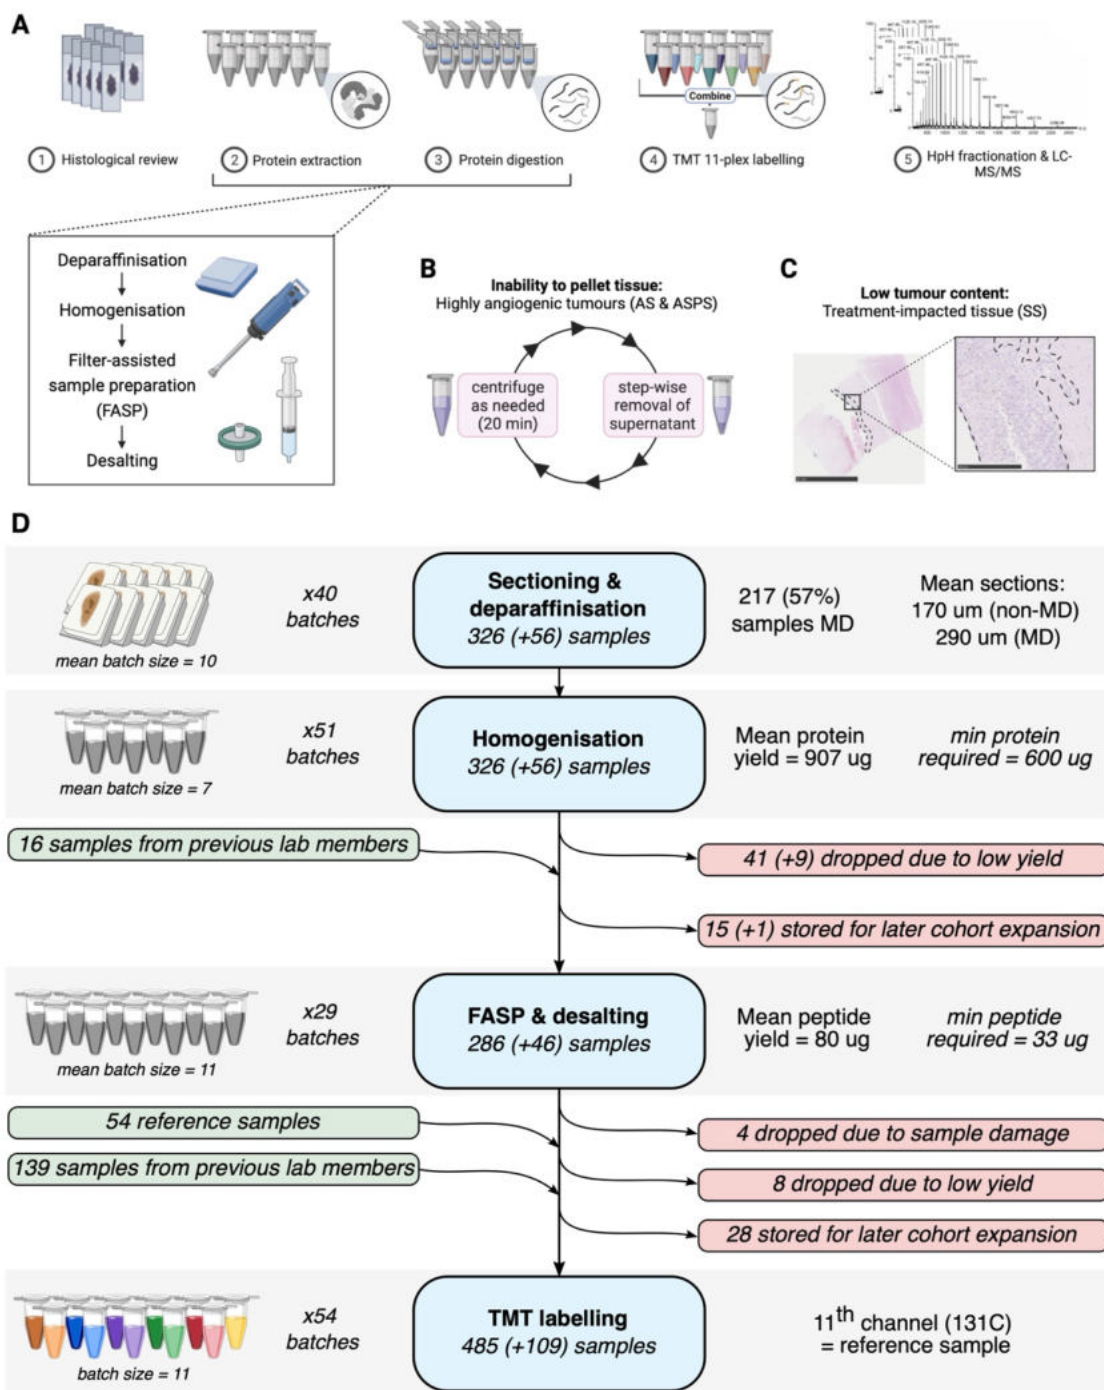 A
1 Histological review
2 Protein extraction
3 Protein digestion
Combine
4 TMT 11-plex labelling
5 HpH fractionation & LC-
MS/MS
Deparaffinisation
Homogenisation
Filter-assisted
sample preparation
(FASP)
Desalting
B
Inability to pellet tissue:
Highly angiogenic tumours (AS & ASPS)
centrifuge
as needed
(20 min)
step-wise
removal of
supernatant
C
Low tumour content:
Treatment-impacted tissue (SS)
D
mean batch size = 10
x40
batches
Sectioning &
deparaffinisation
326 (+56) samples
217 (57%)
samples MD
Mean sections:
170 um (non-MD)
290 um (MD)
mean batch size = 7
x51
batches
Homogenisation
326 (+56) samples
Mean protein
yield = 907 ug
min protein
required = 600 ug
16 samples from previous lab members
41 (+9) dropped due to low yield
15 (+1) stored for later cohort expansion
mean batch size = 11
x29
batches
FASP & desalting
286 (+46) samples
Mean peptide
yield = 80 ug
min peptide
required = 33 ug
54 reference samples
4 dropped due to sample damage
139 samples from previous lab members
8 dropped due to low yield
28 stored for later cohort expansion
batch size = 11
x54
batches
TMT labelling
485 (+109) samples
11th channel (131C)
= reference sample